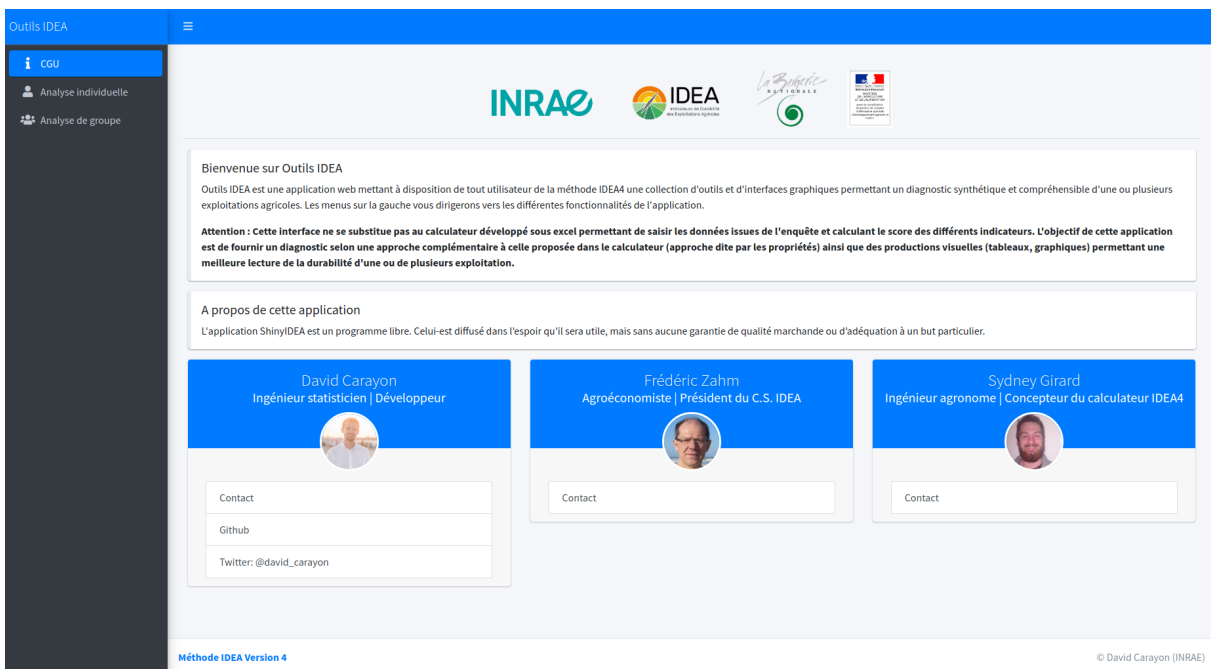 Outils IDEA
CGU
Analyse individuelle
Analyse de groupe
INRAE
IDEA
Indicateurs de Durabilité
des Exploitations Agricoles
La Bergerie
NATIONALE
Bienvenue sur Outils IDEA
Outils IDEA est une application web mettant à disposition de tout utilisateur de la méthode IDEA4 une collection d'outils et d'interfaces graphiques permettant un diagnostic synthétique et compréhensible d'une ou plusieurs
exploitations agricoles. Les menus sur la gauche vous dirigerons vers les différentes fonctionnalités de l'application.
Attention : Cette interface ne se substitue pas au calculateur développé sous excel permettant de saisir les données issues de l'enquête et calculant le score des différents indicateurs. L'objectif de cette application
est de fournir un diagnostic selon une approche complémentaire à celle proposée dans le calculateur (approche dite par les propriétés) ainsi que des productions visuelles (tableaux, graphiques) permettant une
meilleure lecture de la durabilité d'une ou de plusieurs exploitation.
A propos de cette application
L'application ShinyIDEA est un programme libre. Celui-est diffusé dans l'espoir qu'il sera utile, mais sans aucune garantie de qualité marchande ou d'adéquation à un but particulier.
David Carayon
Ingénieur statisticien | Développeur
Contact
Github
Twitter: @david_carayon
Frédéric Zahm
Agroéconomiste | Président du C.S. IDEA
Contact
Sydney Girard
Ingénieur agronome | Concepteur du calculateur IDEA4
Contact
Méthode IDEA Version 4
© David Carayon (INRAE)